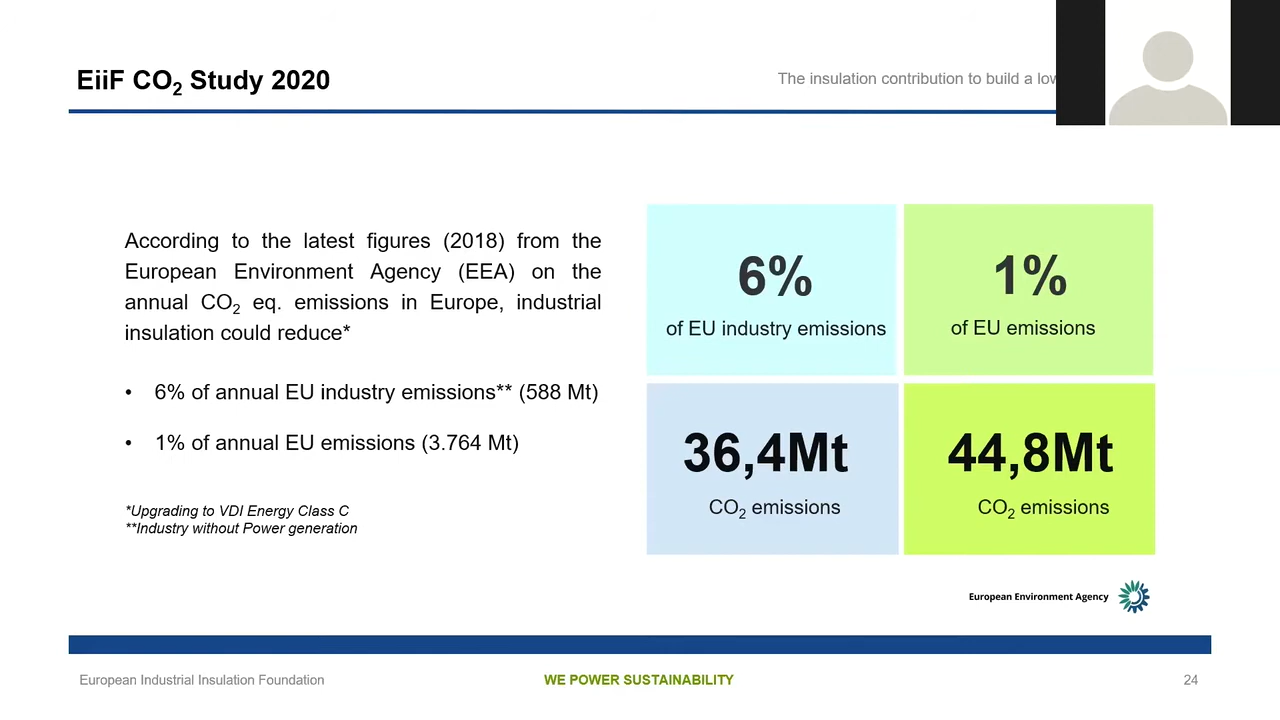 EiiF CO₂ Study 2020
The insulation contribution to build a low
According to the latest figures (2018) from the
European Environment Agency (EEA) on the
annual CO₂ eq. emissions in Europe, industrial
insulation could reduce*
• 6% of annual EU industry emissions** (588 Mt)
• 1% of annual EU emissions (3.764 Mt)
*Upgrading to VDI Energy Class C
**Industry without Power generation
6%
of EU industry emissions
1%
of EU emissions
36,4Mt
CO₂ emissions
44,8Mt
CO₂ emissions
European Environment Agency
European Industrial Insulation Foundation
WE POWER SUSTAINABILITY
24